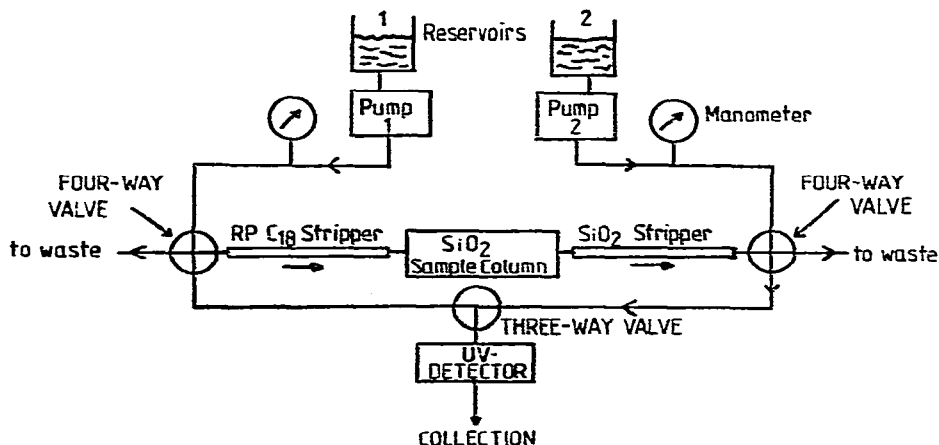 1
Reservoirs
2
Pump
1
Pump
2
Manometer
FOUR-WAY
VALVE
FOUR-WAY
VALVE
to waste
RP C18 Stripper
SiO2
Sample Column
SiO2 Stripper
to waste
THREE-WAY VALVE
UV-
DETECTOR
COLLECTION